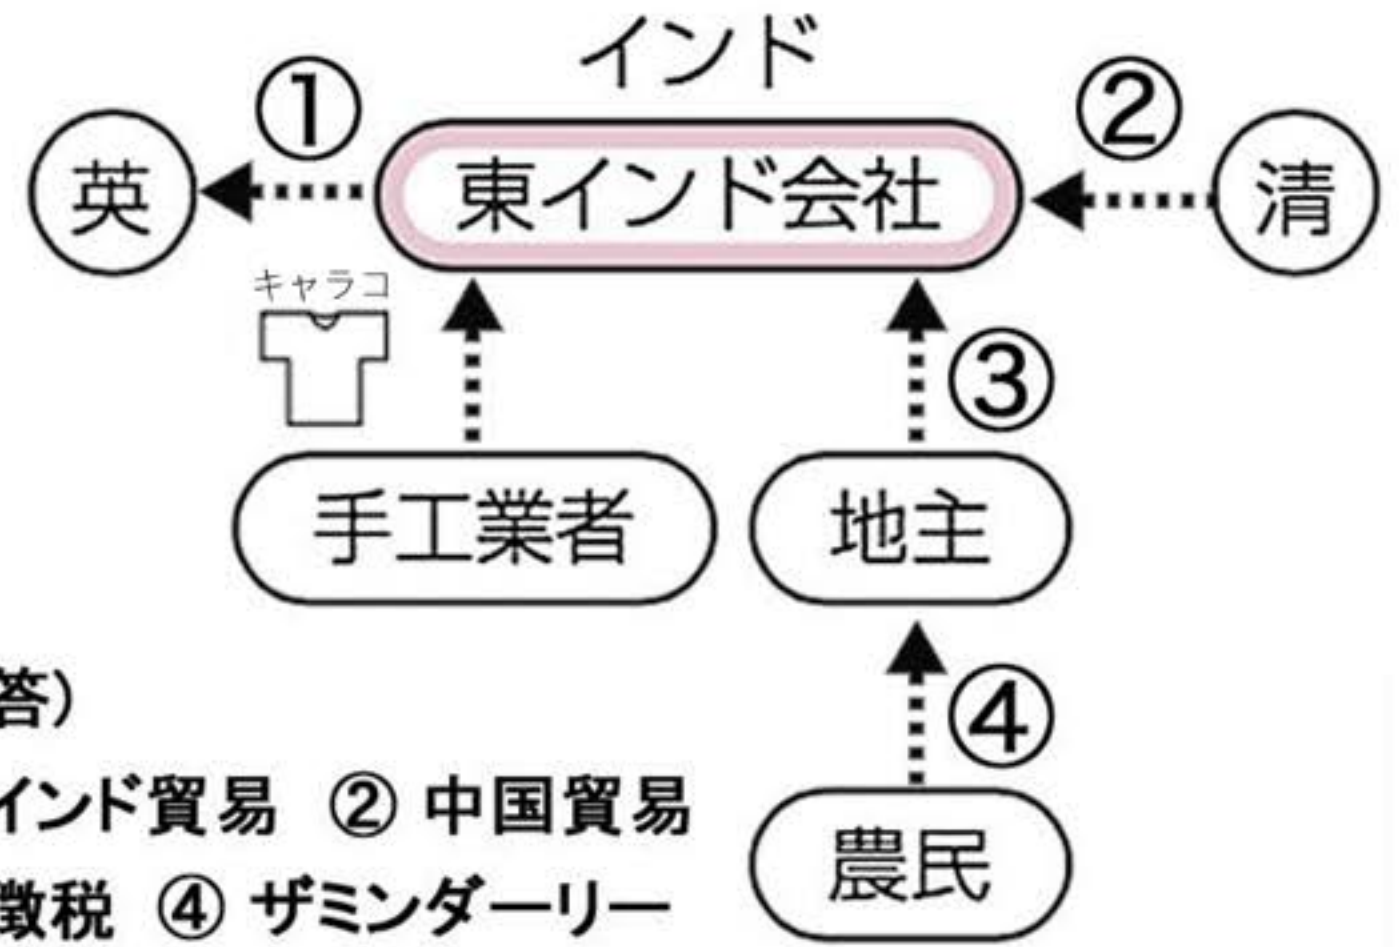 インド
① ②
英 東インド会社 清
キャラコ
③
手工業者 地主
答)
④
インド貿易 ② 中国貿易
農民
徴税 ④ ザミンダーリー